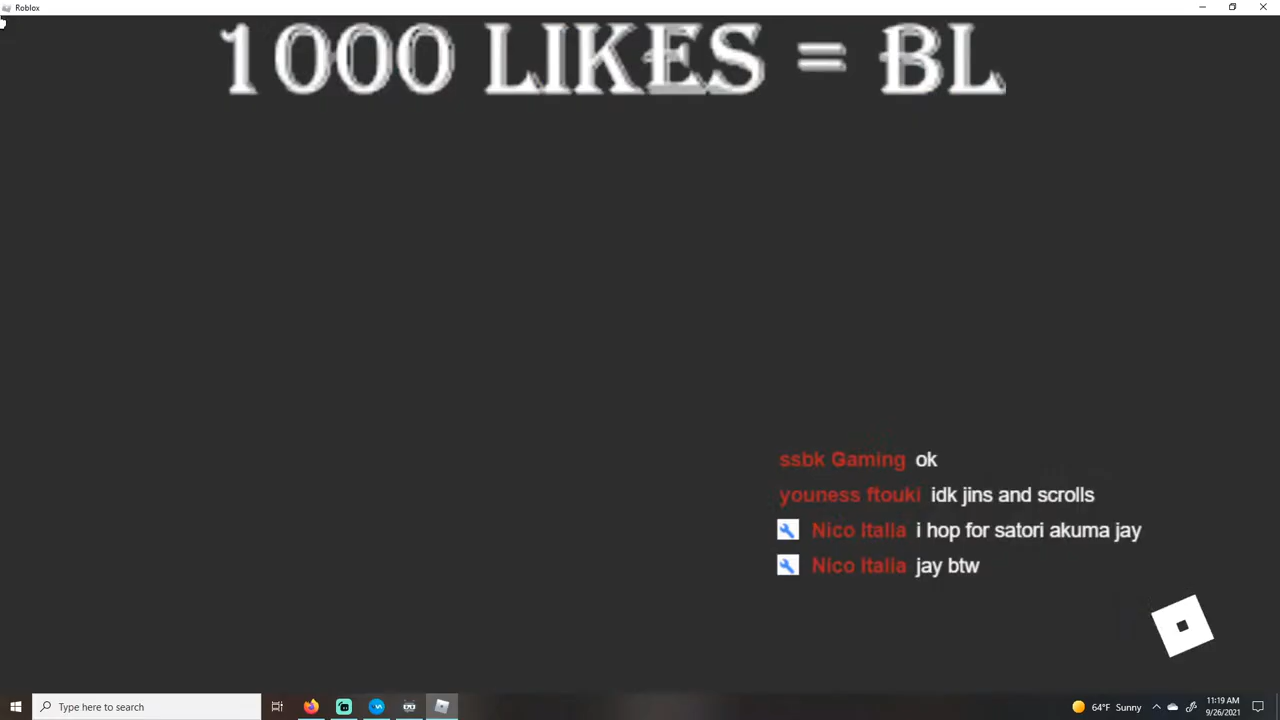 Roblox
1000 LIKES = BL
ssbk Gaming ok
youness ftouki idk jins and scrolls
Nico Italia i hop for satori akuma jay
Nico Italia jay btw
Type here to search
64°F Sunny
11:19 AM
9/26/2021